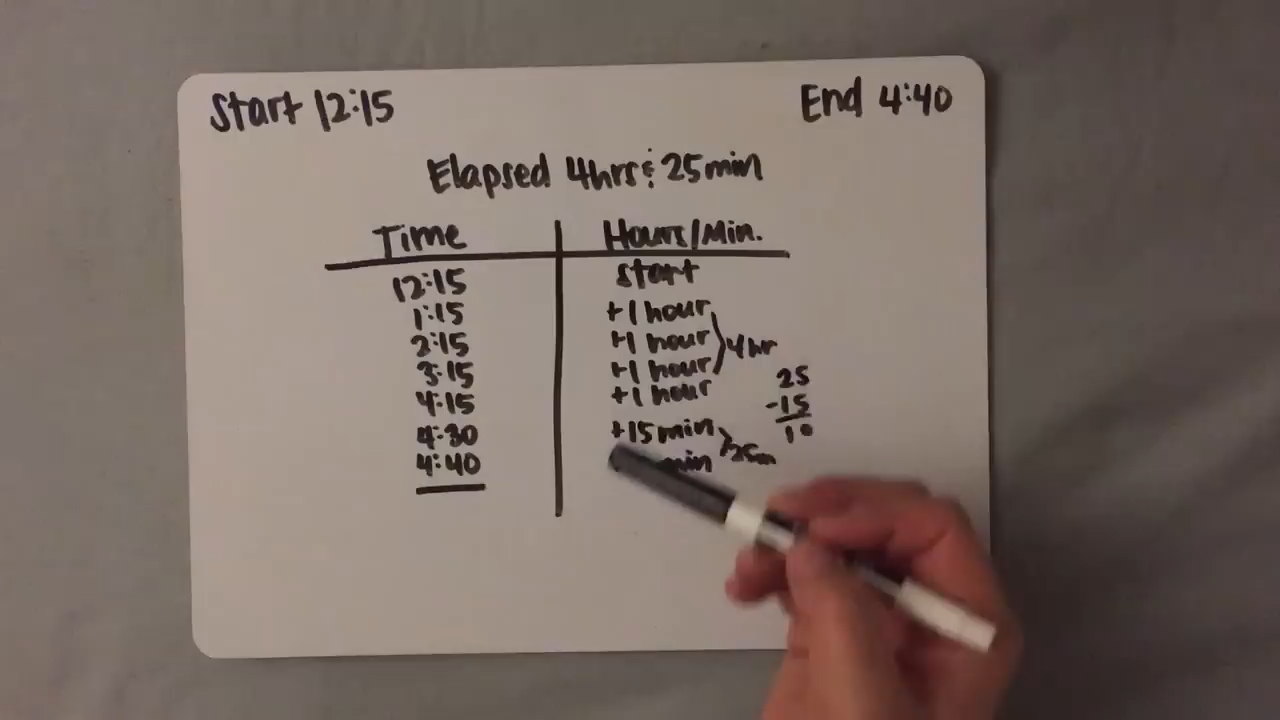 Start 12:15 End 4:40
Elapsed 4hrs & 25min
Time Hours/Min.
12:15 start
1:15 +1 hour
2:15 +1 hour 4hr
3:15 +1 hour
4:15 +1 hour
4:30 +15min 25m
4:40 min
25
-15
10